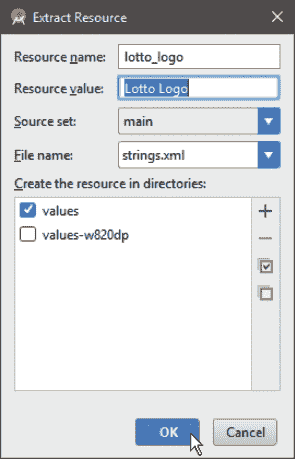 Extract Resource
Resource name: lotto_logo
Resource value: Lotto Logo
Source set: main
File name: strings.xml
Create the resource in directories:
values
values-w820dp
OK Cancel